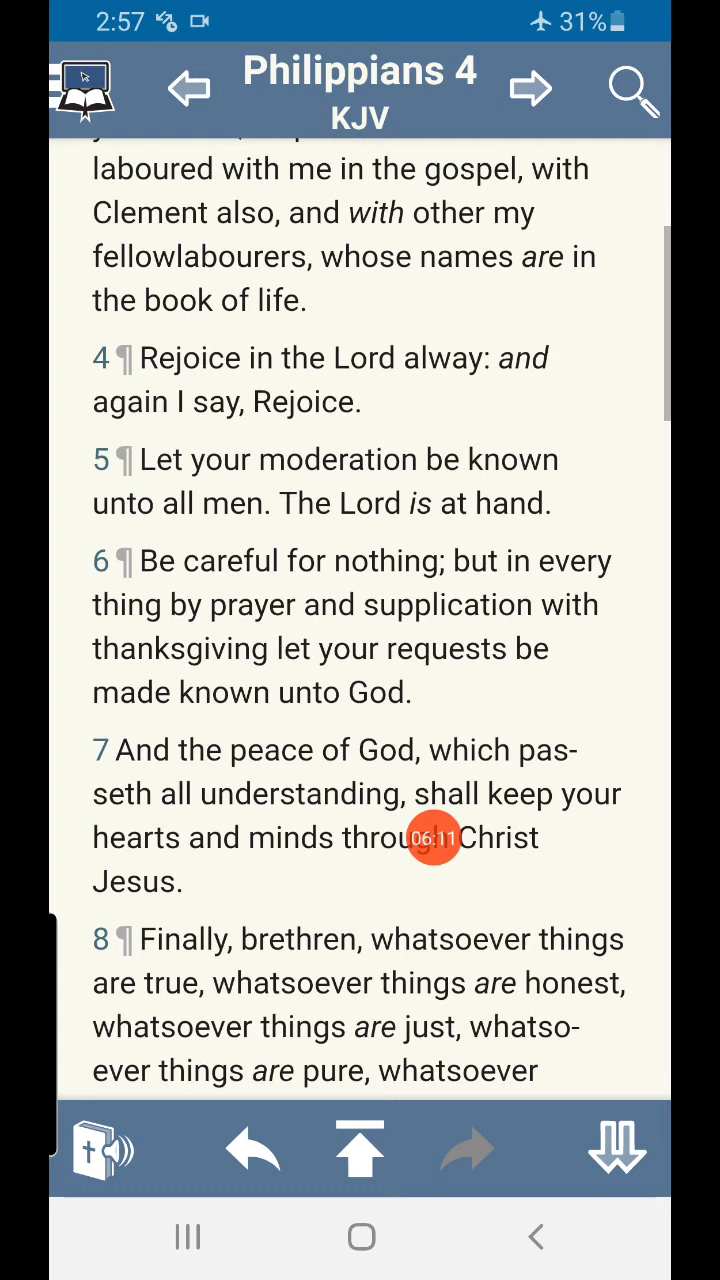 2:57
31%
Philippians 4
KJV
laboured with me in the gospel, with
Clement also, and with other my
fellowlabourers, whose names are in
the book of life.
4 ¶ Rejoice in the Lord alway: and
again I say, Rejoice.
5 ¶ Let your moderation be known
unto all men. The Lord is at hand.
6 ¶ Be careful for nothing; but in every
thing by prayer and supplication with
thanksgiving let your requests be
made known unto God.
7 And the peace of God, which pas-
seth all understanding, shall keep your
hearts and minds through Christ
06:11
Jesus.
8 ¶ Finally, brethren, whatsoever things
are true, whatsoever things are honest,
whatsoever things are just, whatso-
ever things are pure, whatsoever